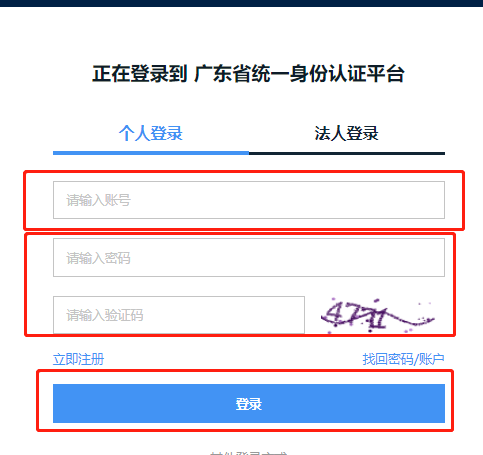 正在登录到 广东省统一身份认证平台
个人登录 法人登录
请输入账号
请输入密码
请输入验证码
立即注册 找回密码/账户
登录